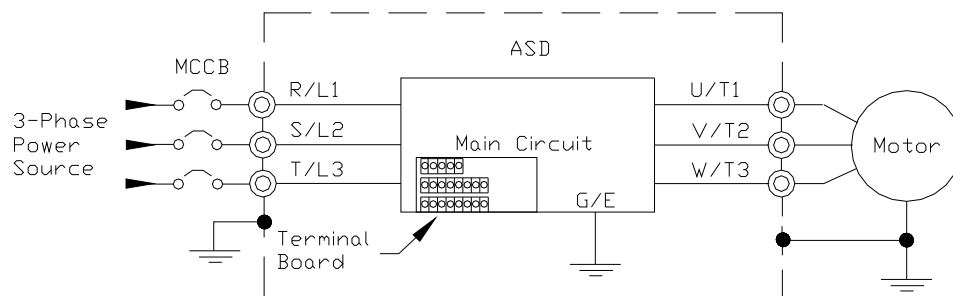 ASD
MCCB
R/L1
U/T1
3-Phase
Power
Source
S/L2
V/T2
Main Circuit
Motor
T/L3
W/T3
G/E
Terminal
Board